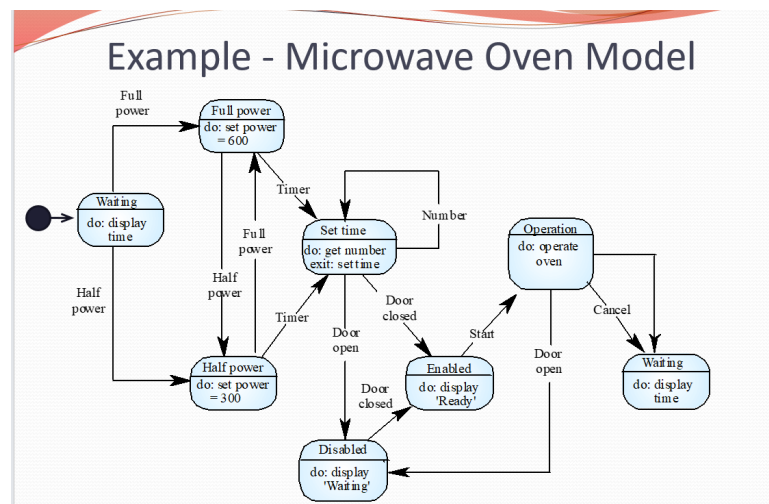 Example - Microwave Oven Model
Full
power
Full power
do: set power
= 600
Timer
Waiting
do: display
time
Number
Full
power
Set time
do: get number
exit: set time
Operation
do: operate
oven
Half
power
Half
power
Timer
Door
open
Door
closed
Start
Cancel
Door
open
Half power
do: set power
= 300
Enabled
do: display
'Ready'
Waiting
do: display
time
Door
closed
Disabled
do: display
'Waiting'